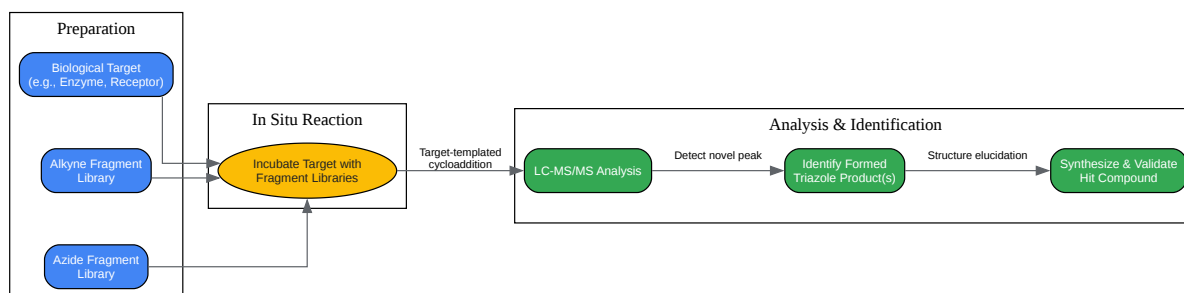 Preparation
Biological Target
(e.g., Enzyme, Receptor)
Alkyne Fragment
Library
Azide Fragment
Library
In Situ Reaction
Incubate Target with
Fragment Libraries
Target-templated
cycloaddition
Analysis & Identification
LC-MS/MS Analysis
Detect novel peak
Identify Formed
Triazole Product(s)
Structure elucidation
Synthesize & Validate
Hit Compound